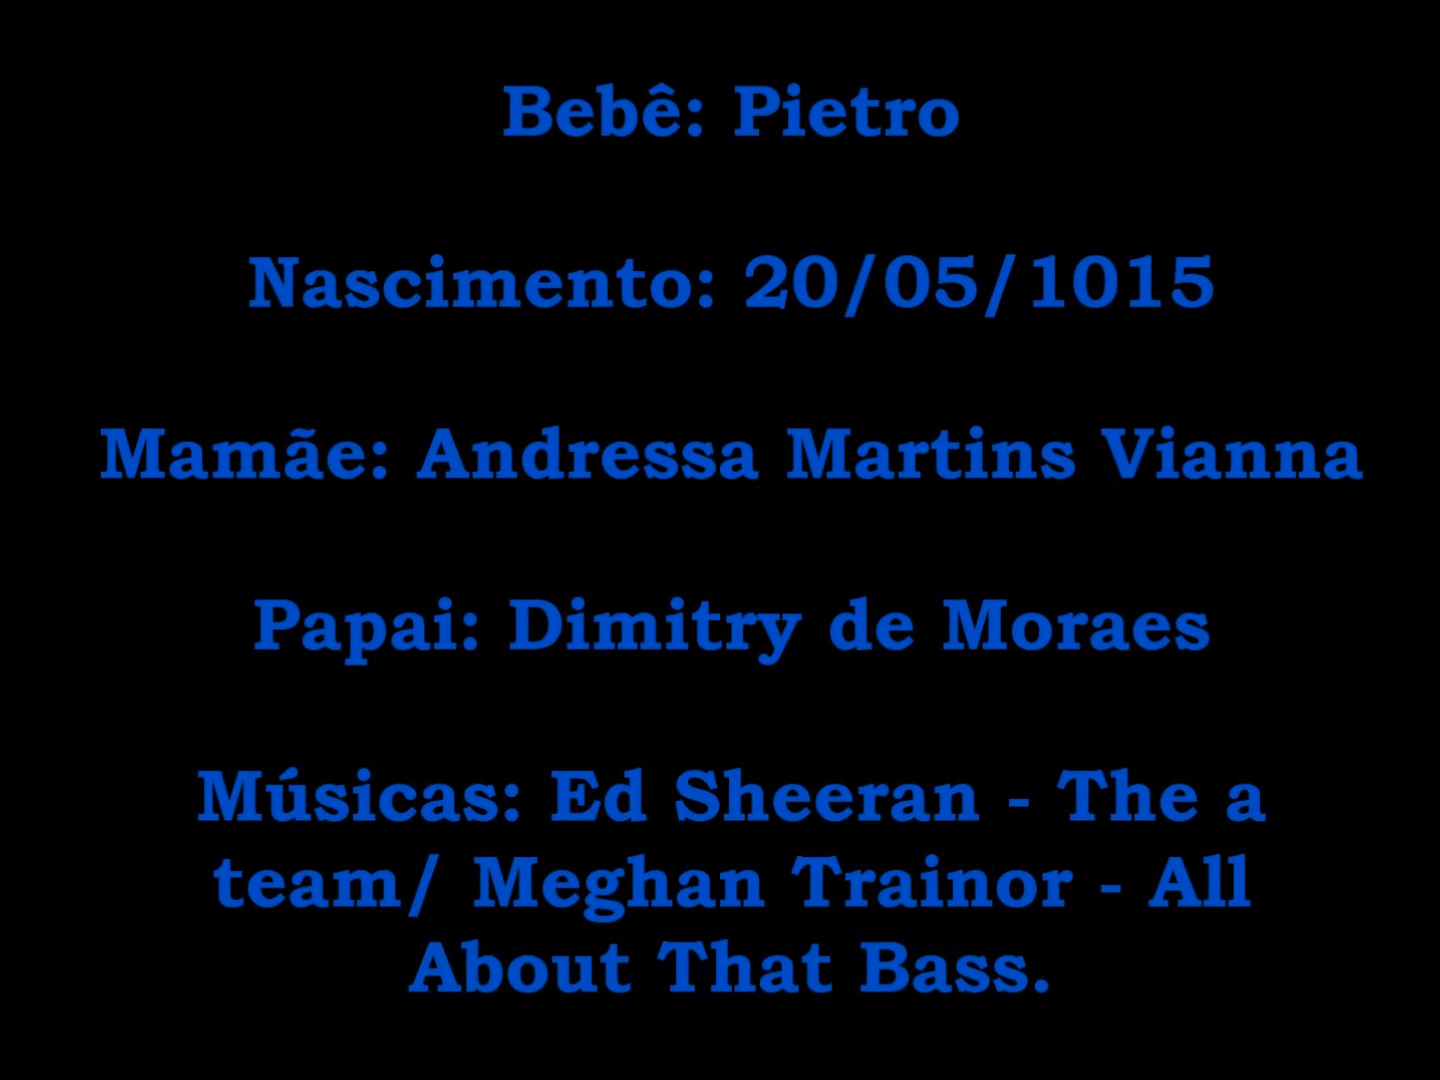 Bebê: Pietro
Nascimento: 20/05/1015
Mamãe: Andressa Martins Vianna
Papai: Dimitry de Moraes
Músicas: Ed Sheeran - The a
team/ Meghan Trainor - All
About That Bass.